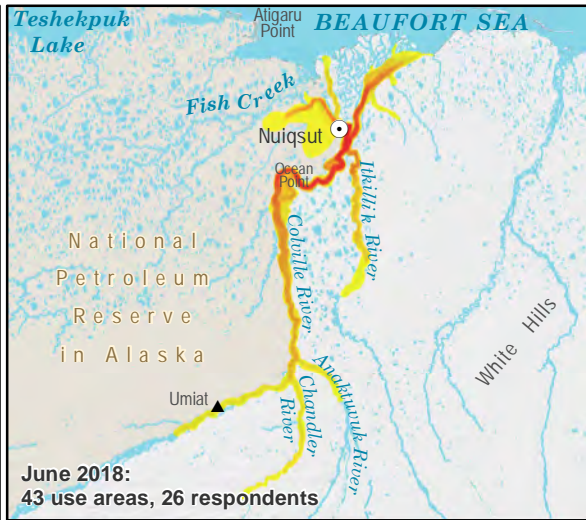 Teshekpuk
Lake
Atigaru
Point
BEAUFORT SEA
Fish Creek
Nuiqsut
Ocean
Point
Itkillik River
Colville River
National
Petroleum
Reserve
in Alaska
White Hills
Umiat
Chandler
River
Anaktuvuk River
June 2018:
43 use areas, 26 respondents